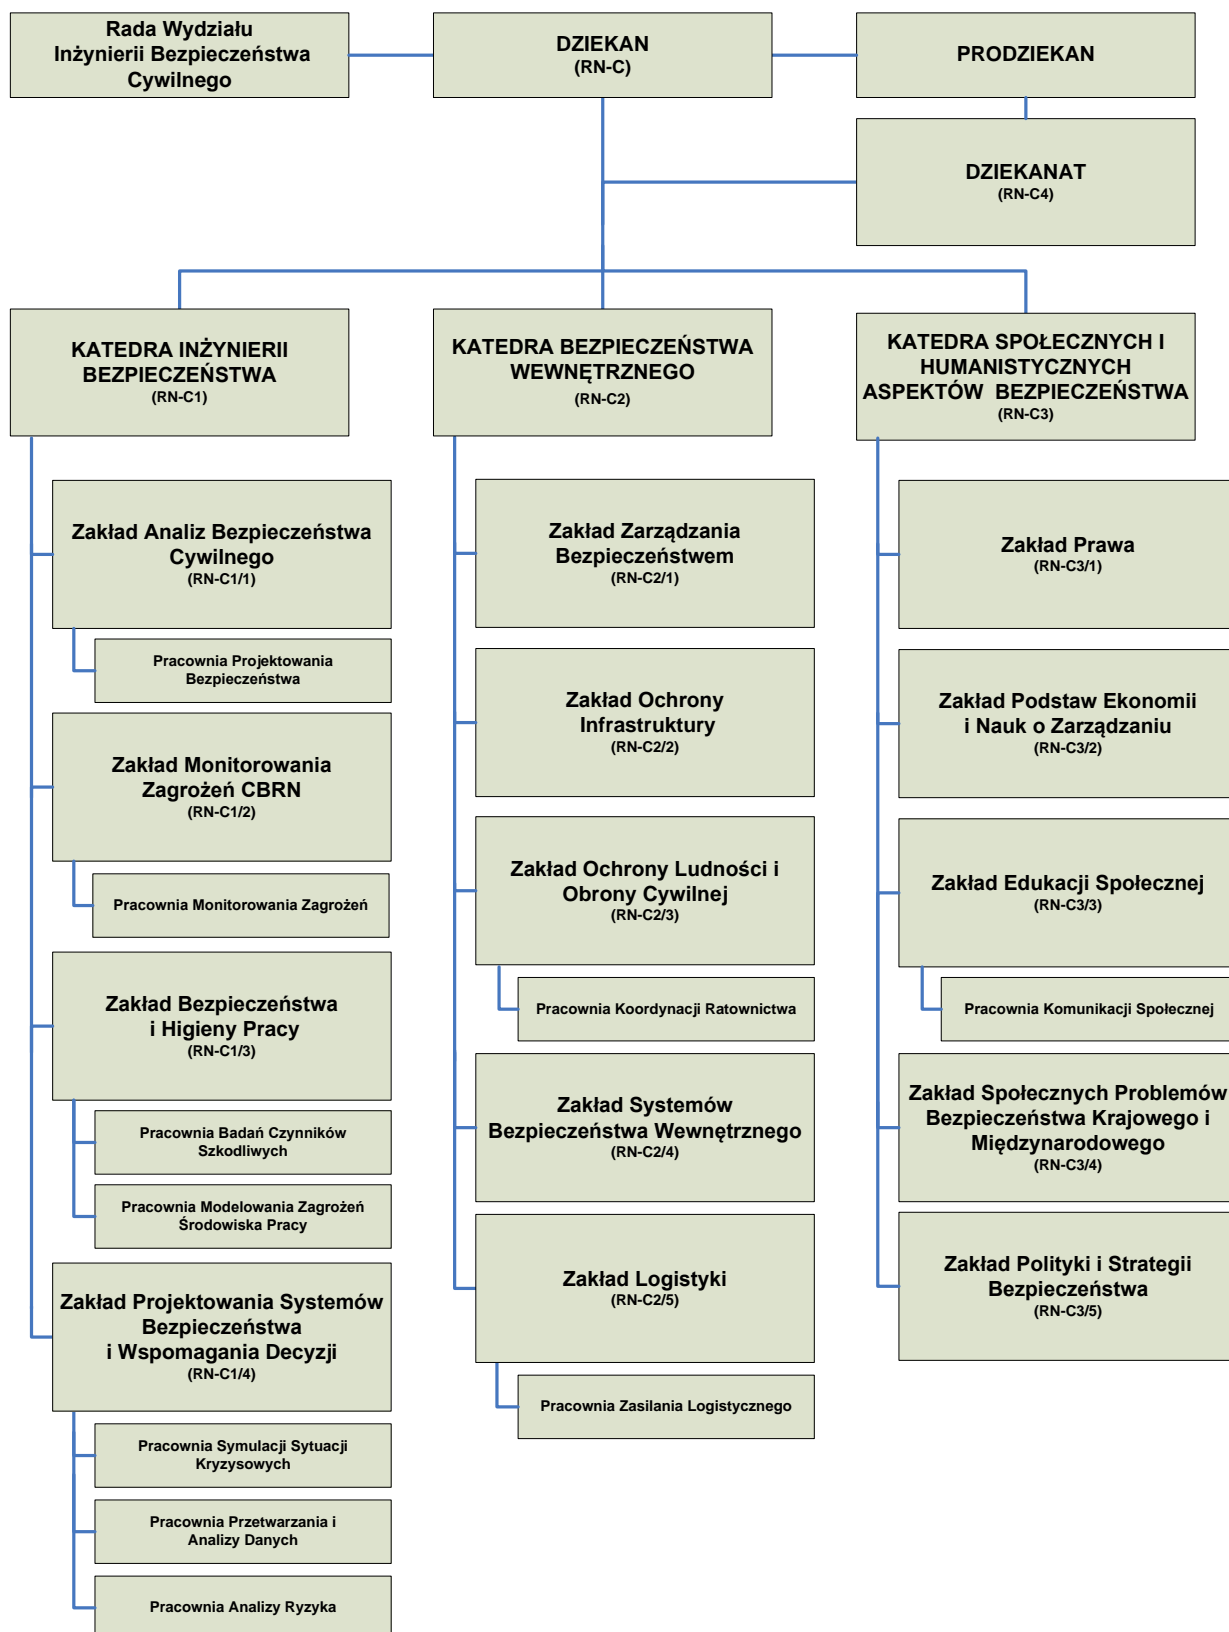 Rada Wydziału
Inżynierii Bezpieczeństwa
Cywilnego
DZIEKAN
(RN-C)
PRODZIEKAN
DZIEKANAT
(RN-C4)
KATEDRA INŻYNIERII
BEZPIECZEŃSTWA
(RN-C1)
Zakład Analiz Bezpieczeństwa
Cywilnego
(RN-C1/1)
Pracownia Projektowania
Bezpieczeństwa
Zakład Monitorowania
Zagrożeń CBRN
(RN-C1/2)
Pracownia Monitorowania Zagrożeń
Zakład Bezpieczeństwa
i Higieny Pracy
(RN-C1/3)
Pracownia Badań Czynników
Szkodliwych
Pracownia Modelowania Zagrożeń
Środowiska Pracy
Zakład Projektowania Systemów
Bezpieczeństwa
i Wspomagania Decyzji
(RN-C1/4)
Pracownia Symulacji Sytuacji
Kryzysowych
Pracownia Przetwarzania i
Analizy Danych
Pracownia Analizy Ryzyka
KATEDRA BEZPIECZEŃSTWA
WEWNĘTRZNEGO
(RN-C2)
Zakład Zarządzania
Bezpieczeństwem
(RN-C2/1)
Zakład Ochrony
Infrastruktury
(RN-C2/2)
Zakład Ochrony Ludności i
Obrony Cywilnej
(RN-C2/3)
Pracownia Koordynacji Ratownictwa
Zakład Systemów
Bezpieczeństwa Wewnętrznego
(RN-C2/4)
Zakład Logistyki
(RN-C2/5)
Pracownia Zasilania Logistycznego
KATEDRA SPOŁECZNYCH I
HUMANISTYCZNYCH
ASPEKTÓW BEZPIECZEŃSTWA
(RN-C3)
Zakład Prawa
(RN-C3/1)
Zakład Podstaw Ekonomii
i Nauk o Zarządzaniu
(RN-C3/2)
Zakład Edukacji Społecznej
(RN-C3/3)
Pracownia Komunikacji Społecznej
Zakład Społecznych Problemów
Bezpieczeństwa Krajowego i
Międzynarodowego
(RN-C3/4)
Zakład Polityki i Strategii
Bezpieczeństwa
(RN-C3/5)